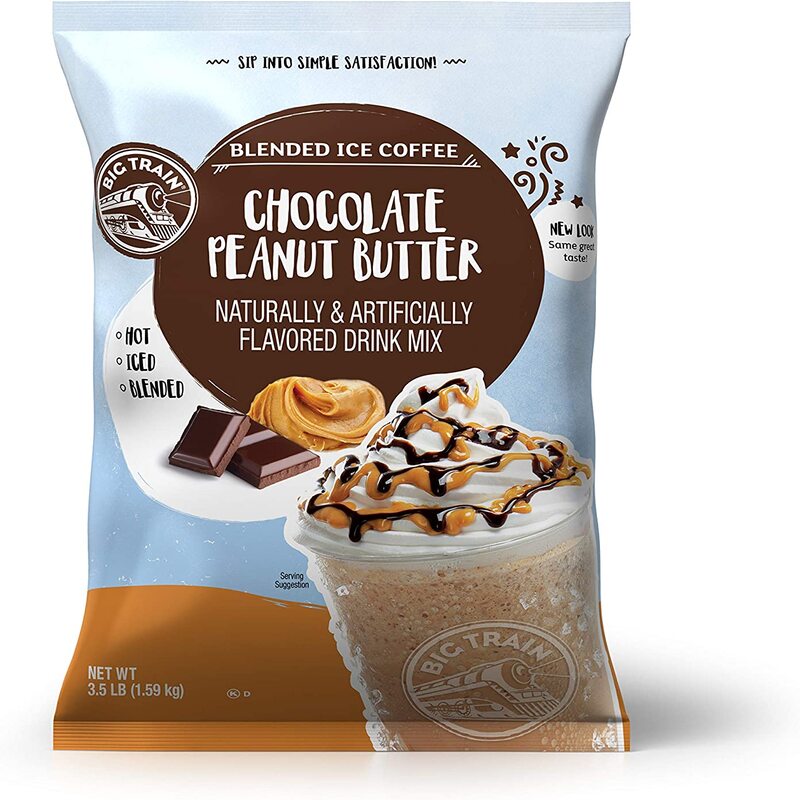 SIP INTO SIMPLE SATISFACTION!
BIG TRAIN®
BLENDED ICE COFFEE
CHOCOLATE
PEANUT BUTTER
NATURALLY & ARTIFICIALLY
FLAVORED DRINK MIX
NEW LOOK
Same great
taste!
HOT
ICED
BLENDED
Serving
Suggestion
BIG TRAIN
NET WT
3.5 LB (1.59 kg)
K D